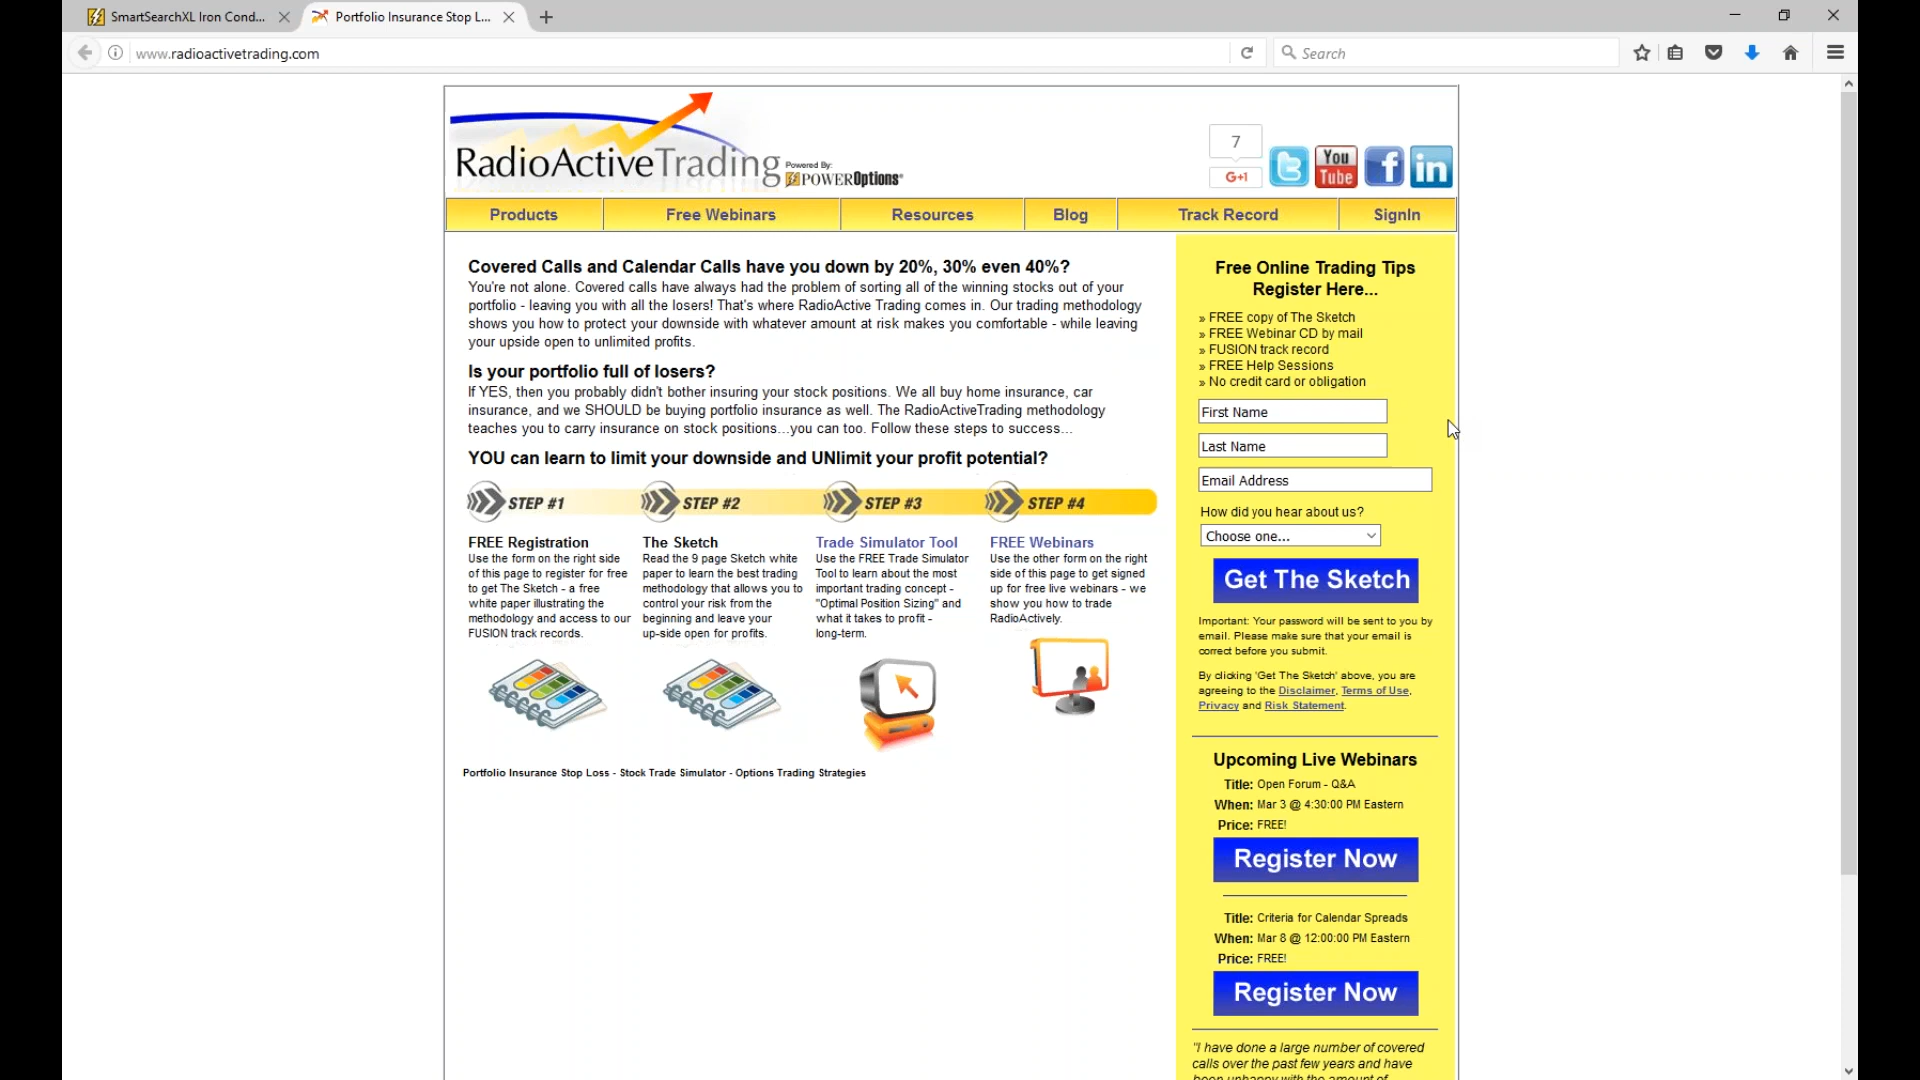 SmartSearchXL Iron Cond...
Portfolio Insurance Stop L...
www.radioactivetrading.com
Search
RadioActiveTrading
Powered By:
POWEROptions
7
G+1
You
Tube
Products
Free Webinars
Resources
Blog
Track Record
SignIn
Covered Calls and Calendar Calls have you down by 20%, 30% even 40%?
You're not alone. Covered calls have always had the problem of sorting all of the winning stocks out of your
portfolio - leaving you with all the losers! That's where RadioActive Trading comes in. Our trading methodology
shows you how to protect your downside with whatever amount at risk makes you comfortable - while leaving
your upside open to unlimited profits.
Is your portfolio full of losers?
If YES, then you probably didn't bother insuring your stock positions. We all buy home insurance, car
insurance, and we SHOULD be buying portfolio insurance as well. The RadioActiveTrading methodology
teaches you to carry insurance on stock positions...you can too. Follow these steps to success...
YOU can learn to limit your downside and UNlimit your profit potential?
STEP #1
STEP #2
STEP #3
STEP #4
FREE Registration
Use the form on the right side
of this page to register for free
to get The Sketch - a free
white paper illustrating the
methodology and access to our
FUSION track records.
The Sketch
Read the 9 page Sketch white
paper to learn the best trading
methodology that allows you to
control your risk from the
beginning and leave your
up-side open for profits.
Trade Simulator Tool
Use the FREE Trade Simulator
Tool to learn about the most
important trading concept -
"Optimal Position Sizing" and
what it takes to profit -
long-term.
FREE Webinars
Use the other form on the right
side of this page to get signed
up for free live webinars - we
show you how to trade
RadioActively.
Portfolio Insurance Stop Loss - Stock Trade Simulator - Options Trading Strategies
Free Online Trading Tips
Register Here...
» FREE copy of The Sketch
» FREE Webinar CD by mail
» FUSION track record
» FREE Help Sessions
» No credit card or obligation
First Name
Last Name
Email Address
How did you hear about us?
Choose one...
Get The Sketch
Important: Your password will be sent to you by
email. Please make sure that your email is
correct before you submit.
By clicking 'Get The Sketch' above, you are
agreeing to the Disclaimer, Terms of Use,
Privacy and Risk Statement.
Upcoming Live Webinars
Title: Open Forum - Q&A
When: Mar 3 @ 4:30:00 PM Eastern
Price: FREE!
Register Now
Title: Criteria for Calendar Spreads
When: Mar 8 @ 12:00:00 PM Eastern
Price: FREE!
Register Now
"I have done a large number of covered
calls over the past few years and have
been unhappy with the amount of